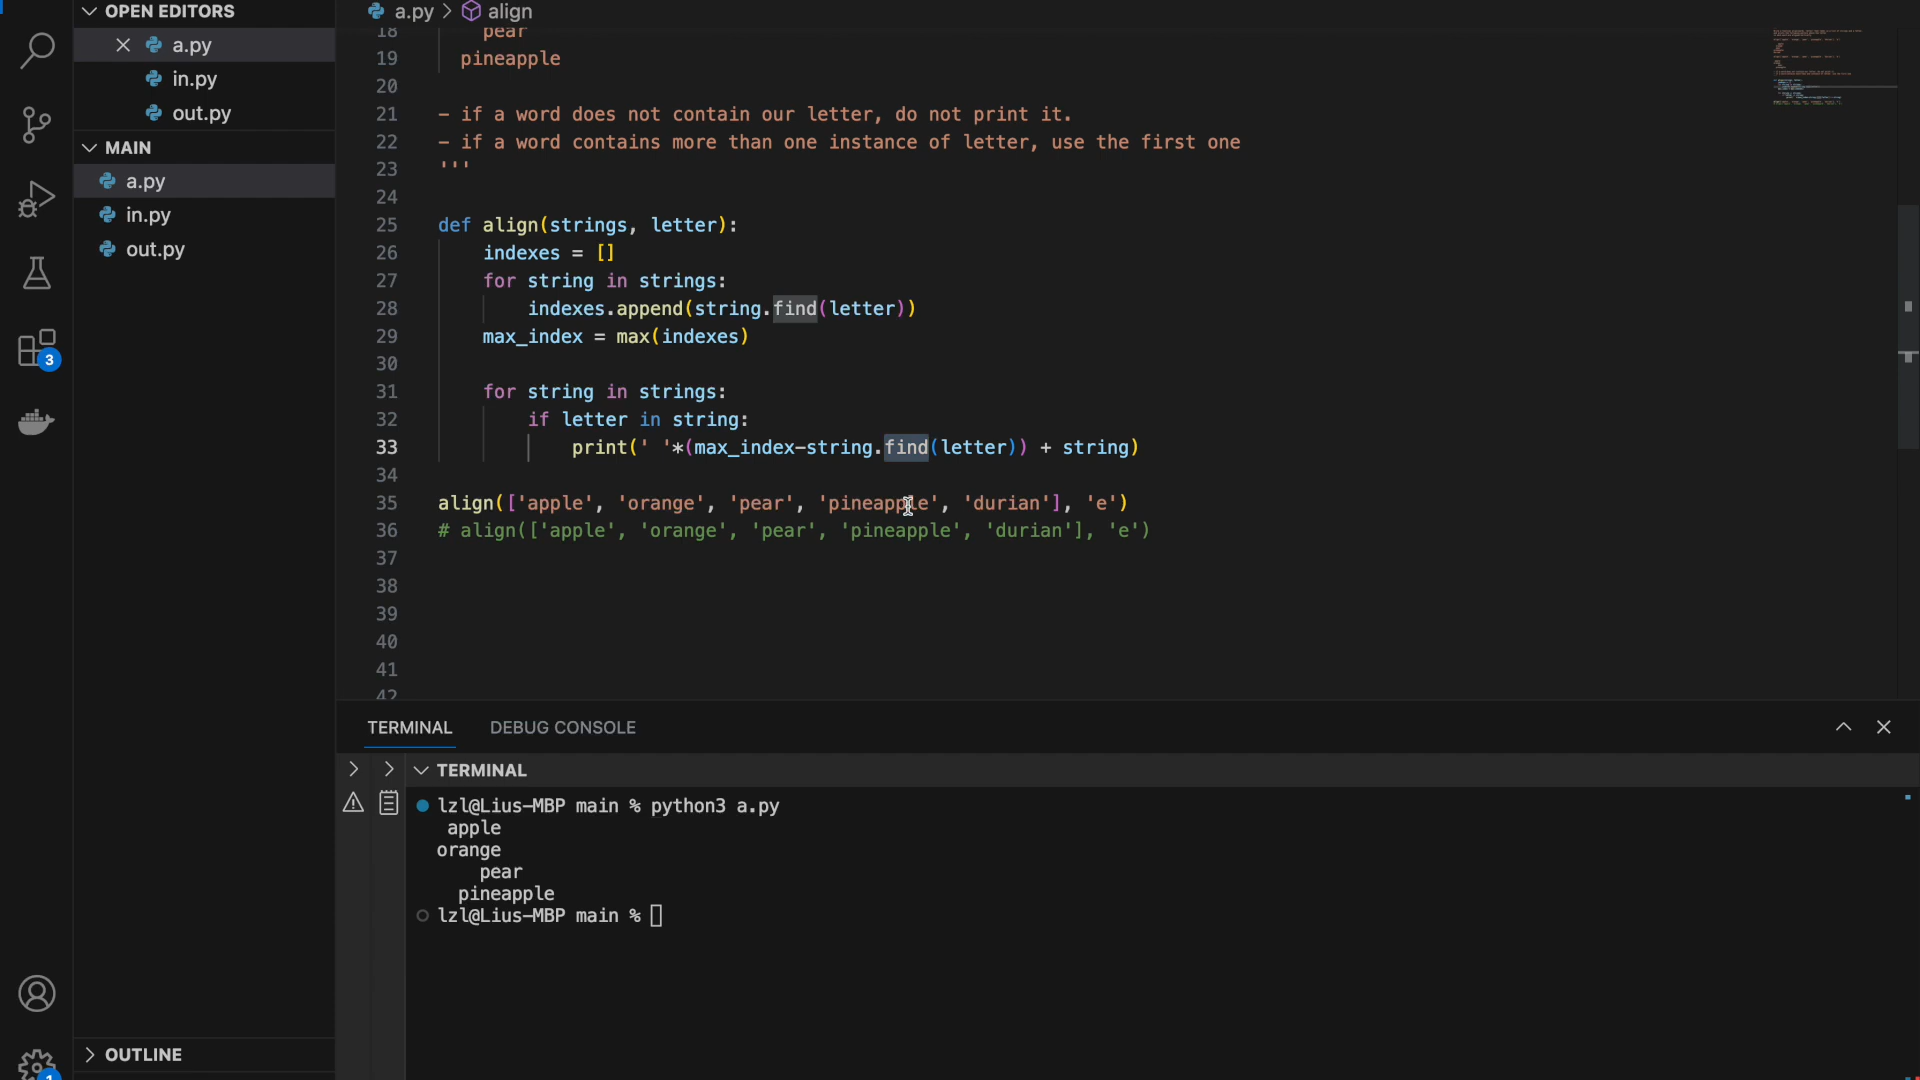 OPEN EDITORS
a.py
in.py
out.py
MAIN
a.py
in.py
out.py
3
1
OUTLINE
a.py > align
18 pear
19 pineapple
20
21 - if a word does not contain our letter, do not print it.
22 - if a word contains more than one instance of letter, use the first one
23 '''
24
25 def align(strings, letter):
26 indexes = []
27 for string in strings:
28 indexes.append(string.find(letter))
29 max_index = max(indexes)
30
31 for string in strings:
32 if letter in string:
33 print(' '*(max_index-string.find(letter)) + string)
34
35 align(['apple', 'orange', 'pear', 'pineapple', 'durian'], 'e')
36 # align(['apple', 'orange', 'pear', 'pineapple', 'durian'], 'e')
37
38
39
40
41
42
TERMINAL DEBUG CONSOLE
TERMINAL
lzl@Lius-MBP main % python3 a.py
apple
orange
pear
pineapple
lzl@Lius-MBP main %